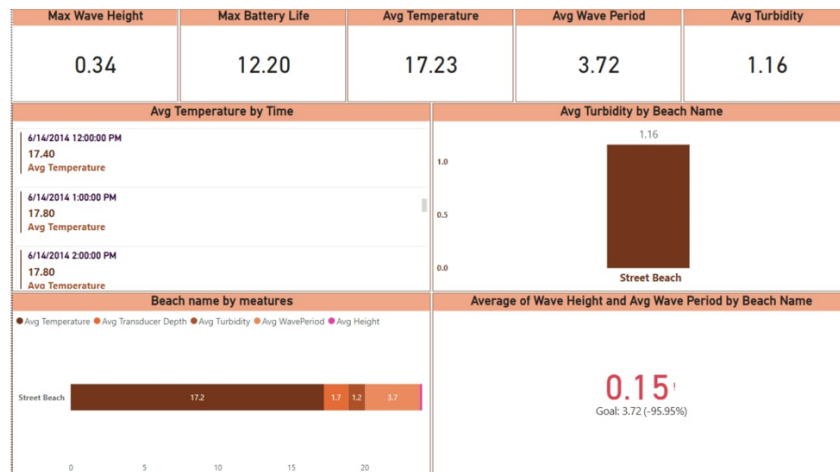 Max Wave Height
0.34
Max Battery Life
12.20
Avg Temperature
17.23
Avg Wave Period
3.72
Avg Turbidity
1.16
Avg Temperature by Time
6/14/2014 12:00:00 PM
17.40
Avg Temperature
6/14/2014 1:00:00 PM
17.80
Avg Temperature
6/14/2014 2:00:00 PM
17.80
Avg Temperature
Avg Turbidity by Beach Name
1.16
1.0
0.5
0.0
Street Beach
Beach name by meatures
Avg Temperature Avg Transducer Depth Avg Turbidity Avg WavePeriod Avg Height
Street Beach 17.2 1.7 1.2 3.7
0 5 10 15 20
Average of Wave Height and Avg Wave Period by Beach Name
0.15!
Goal: 3.72 (-95.95%)